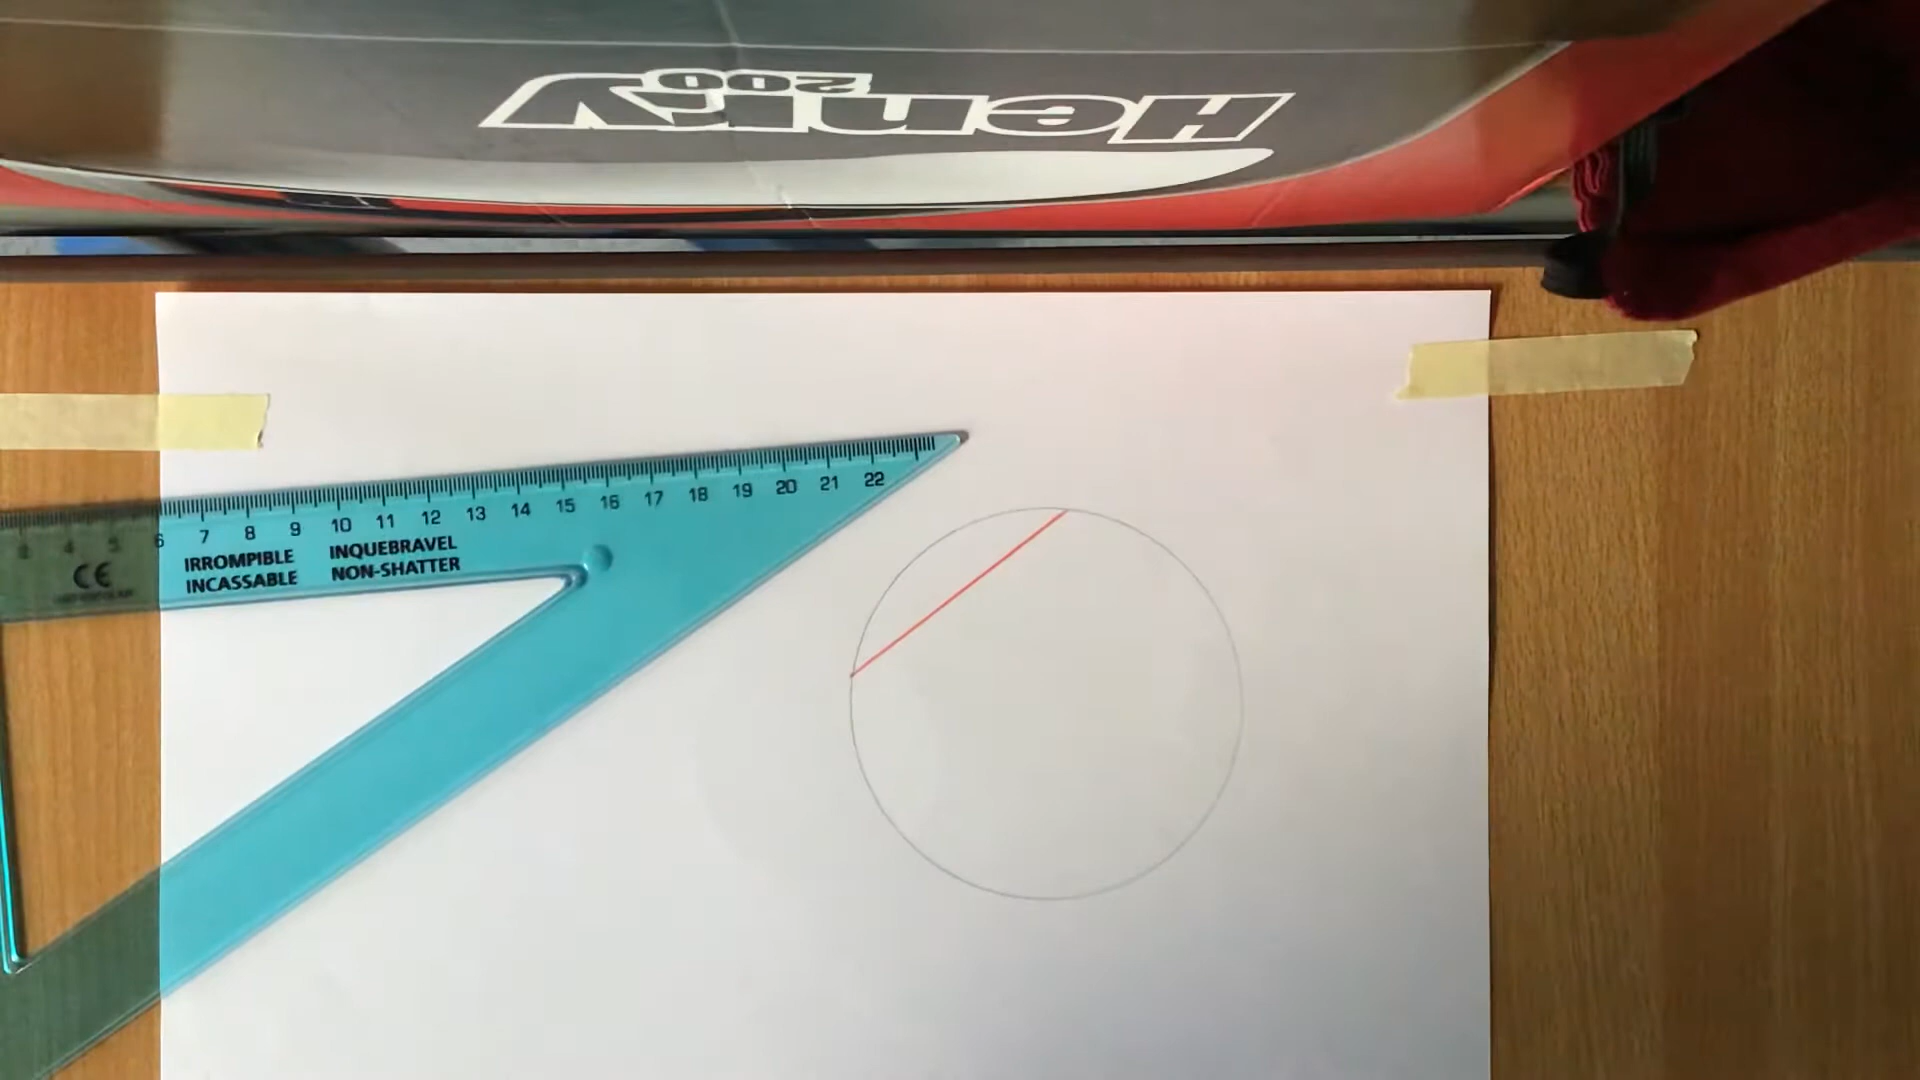 Henry
200
3 4 5 6 7 8 9 10 11 12 13 14 15 16 17 18 19 20 21 22
CE
IRROMPIBLE INQUEBRAVEL
INCASSABLE NON-SHATTER